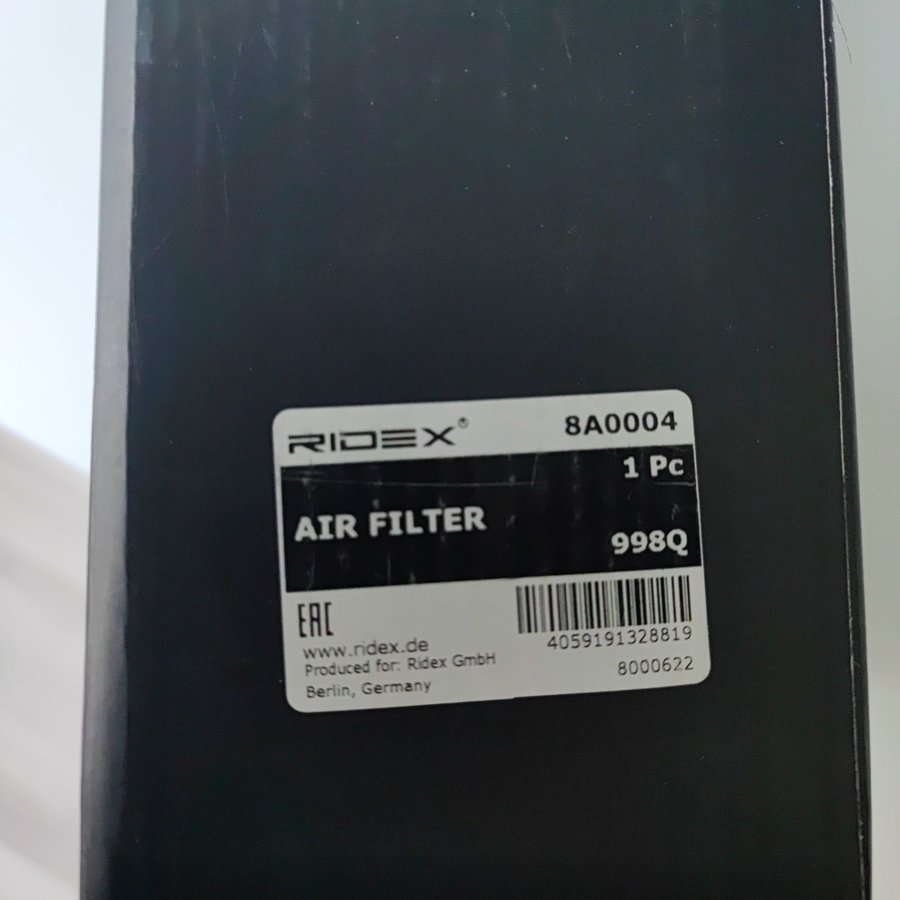 RIDEX® 8A0004
1 Pc
AIR FILTER
998Q
EAC
www.ridex.de
Produced for: Ridex GmbH
Berlin, Germany
4059191328819
8000622